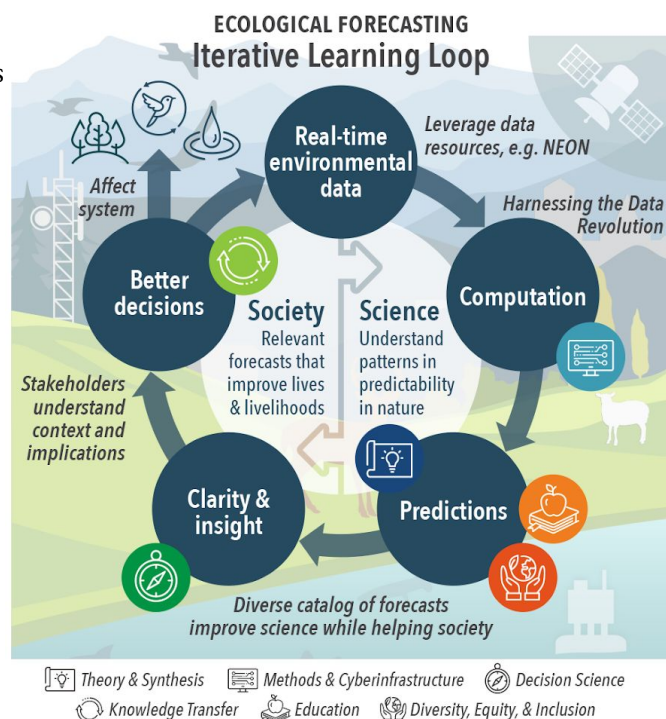 ECOLOGICAL FORECASTING
Iterative Learning Loop
s
Real-time
environmental
data
Leverage data
resources, e.g. NEON
Affect
system
Harnessing the Data
Revolution
Better
decisions
Computation
Society
Relevant
forecasts that
improve lives
& livelihoods
Science
Understand
patterns in
predictability
in nature
Stakeholders
understand
context and
implications
Clarity &
insight
Predictions
Diverse catalog of forecasts
improve science while helping society
Theory & Synthesis
Methods & Cyberinfrastructure
Decision Science
Knowledge Transfer
Education
Diversity, Equity, & Inclusion